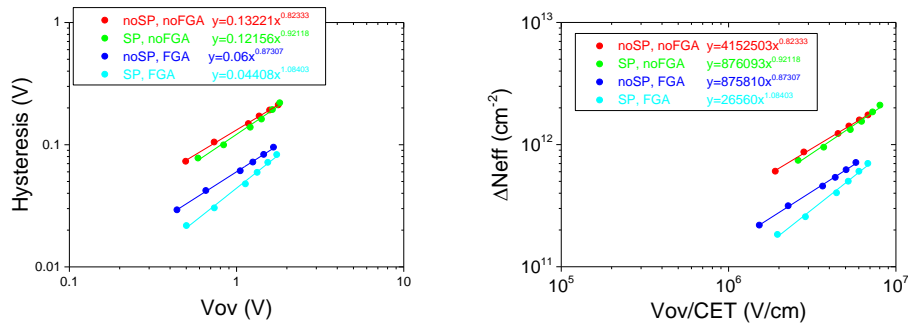 noSP, noFGA y=0.13221x^0.82333
SP, noFGA y=0.12156x^0.92118
noSP, FGA y=0.06x^0.87307
SP, FGA y=0.04408x^1.08403
1
0.1
0.01
0.1
1
10
Hysteresis (V)
Vov (V)
noSP, noFGA y=4152503x^0.82333
SP, noFGA y=876093x^0.92118
noSP, FGA y=875810x^0.87307
SP, FGA y=26560x^1.08403
10^13
10^12
10^11
10^5
10^6
10^7
ΔNeff (cm^-2)
Vov/CET (V/cm)